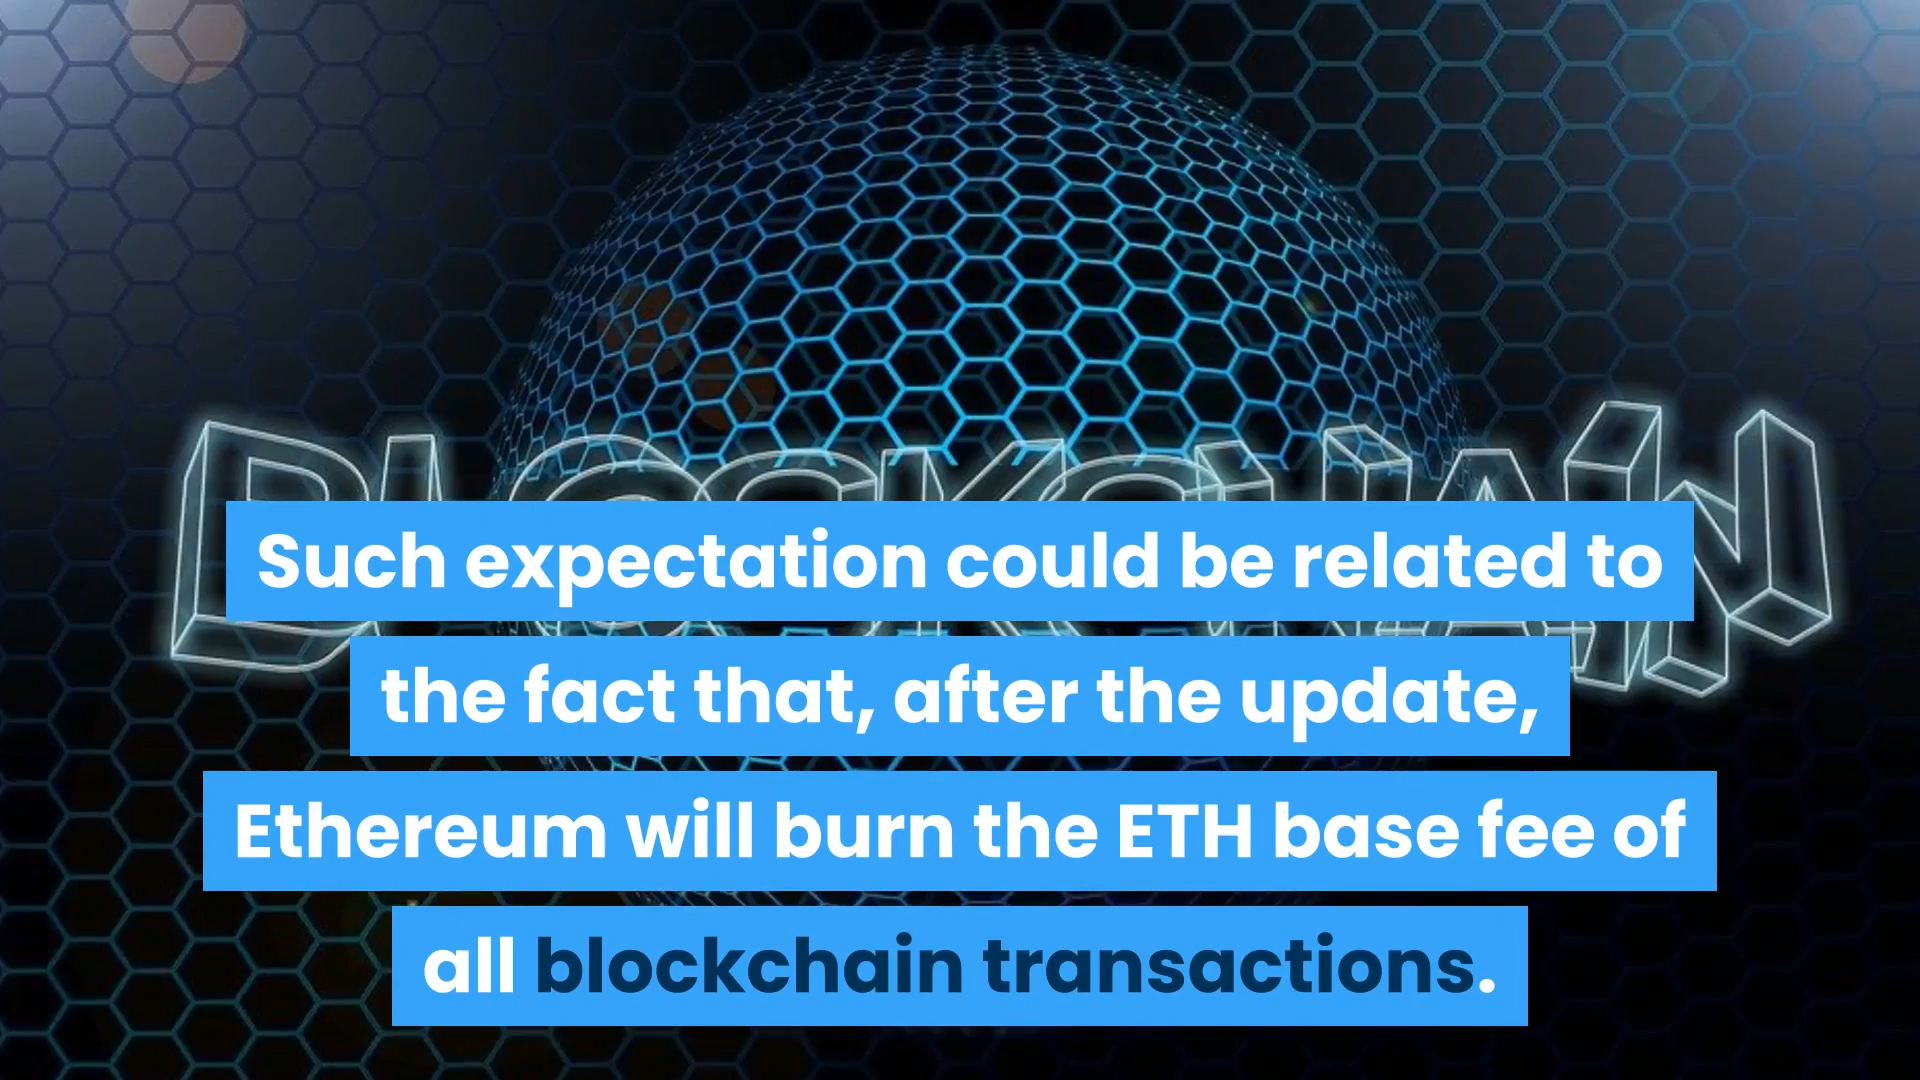 BLOCKCHAIN
Such expectation could be related to
the fact that, after the update,
Ethereum will burn the ETH base fee of
all blockchain transactions.